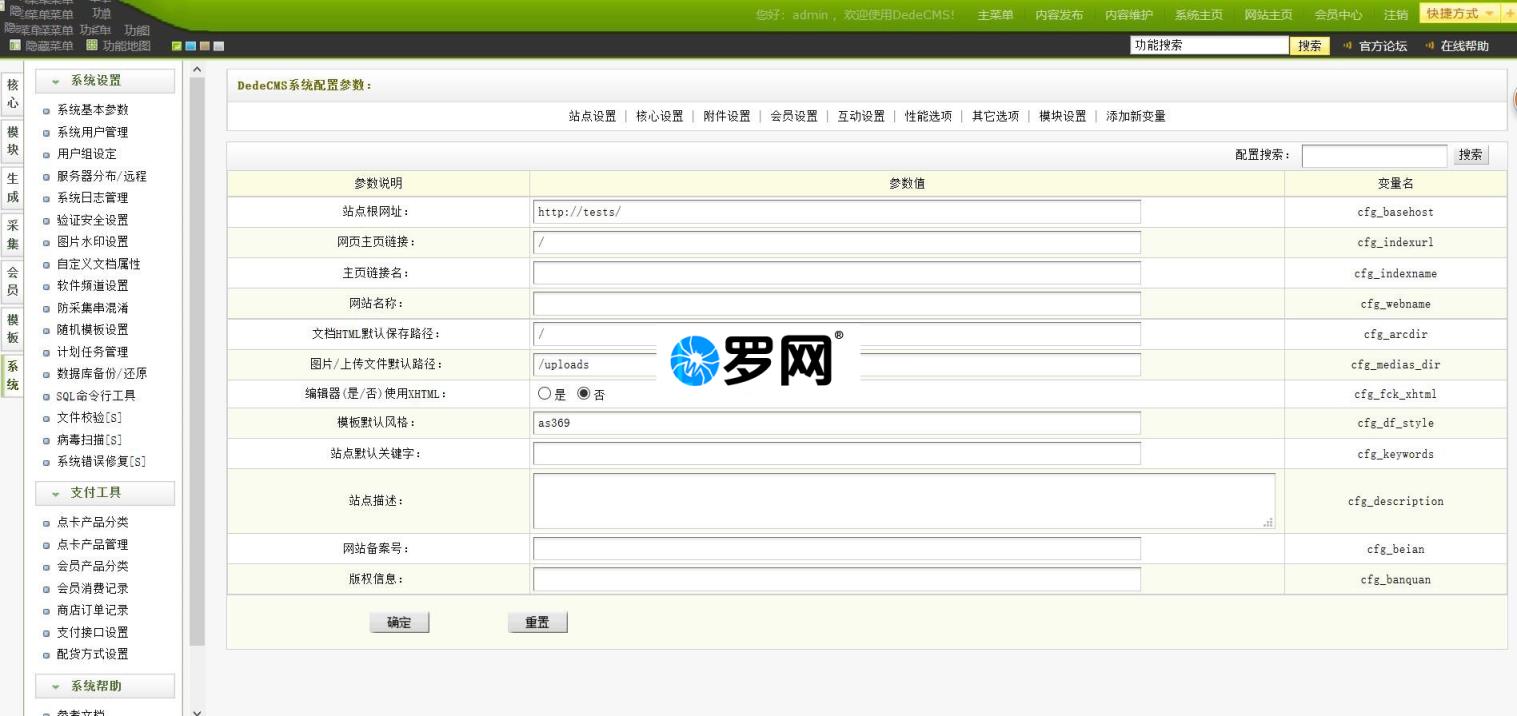 隐藏菜单 功能地图
您好：admin ，欢迎使用DedeCMS! 主菜单 内容发布 内容维护 系统主页 网站主页 会员中心 注销 快捷方式
功能搜索 搜索 官方论坛 在线帮助
核心
模块
生成
采集
会员
模板
系统
系统设置
系统基本参数
系统用户管理
用户组设定
服务器分布/远程
系统日志管理
验证安全设置
图片水印设置
自定义文档属性
软件频道设置
防采集串混淆
随机模板设置
计划任务管理
数据库备份/还原
SQL命令行工具
文件校验[S]
病毒扫描[S]
系统错误修复[S]
支付工具
点卡产品分类
点卡产品管理
会员产品分类
会员消费记录
商店订单记录
支付接口设置
配货方式设置
系统帮助
参考文档
DedeCMS系统配置参数：
站点设置 | 核心设置 | 附件设置 | 会员设置 | 互动设置 | 性能选项 | 其它选项 | 模块设置 | 添加新变量
配置搜索： 搜索
参数说明 参数值 变量名
站点根网址： http://tests/ cfg_basehost
网页主页链接： / cfg_indexurl
主页链接名： cfg_indexname
网站名称： cfg_webname
文档HTML默认保存路径： / cfg_arcdir
图片/上传文件默认路径： /uploads cfg_medias_dir
罗网®
编辑器(是/否)使用XHTML： 是 否 cfg_fck_xhtml
模板默认风格： as369 cfg_df_style
站点默认关键字： cfg_keywords
站点描述： cfg_description
网站备案号： cfg_beian
版权信息： cfg_banquan
确定 重置